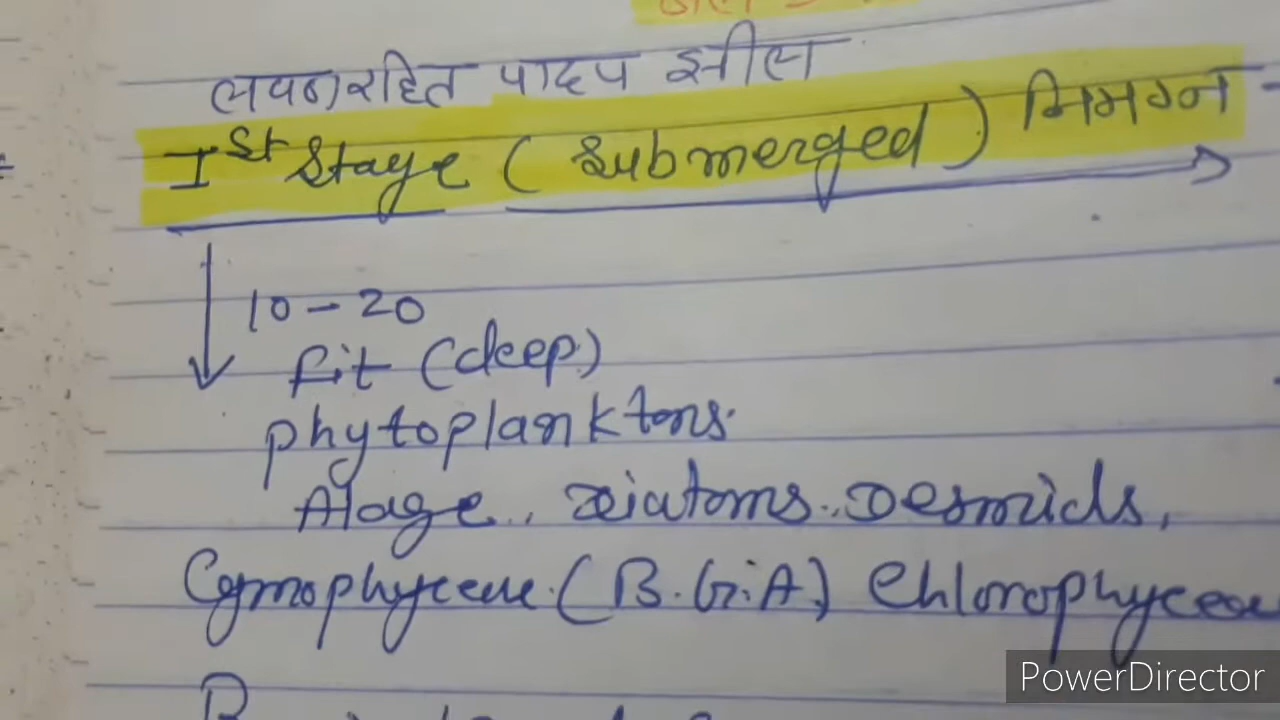 लवणरहित पादप झील
Ist Stage ( Submerged ) निमग्न -
10-20
fit (deep)
phytoplanktons.
Alage, Diatoms, Desmids,
Cynophyceae. (B.G.A.) Chlorophyceae
PowerDirector